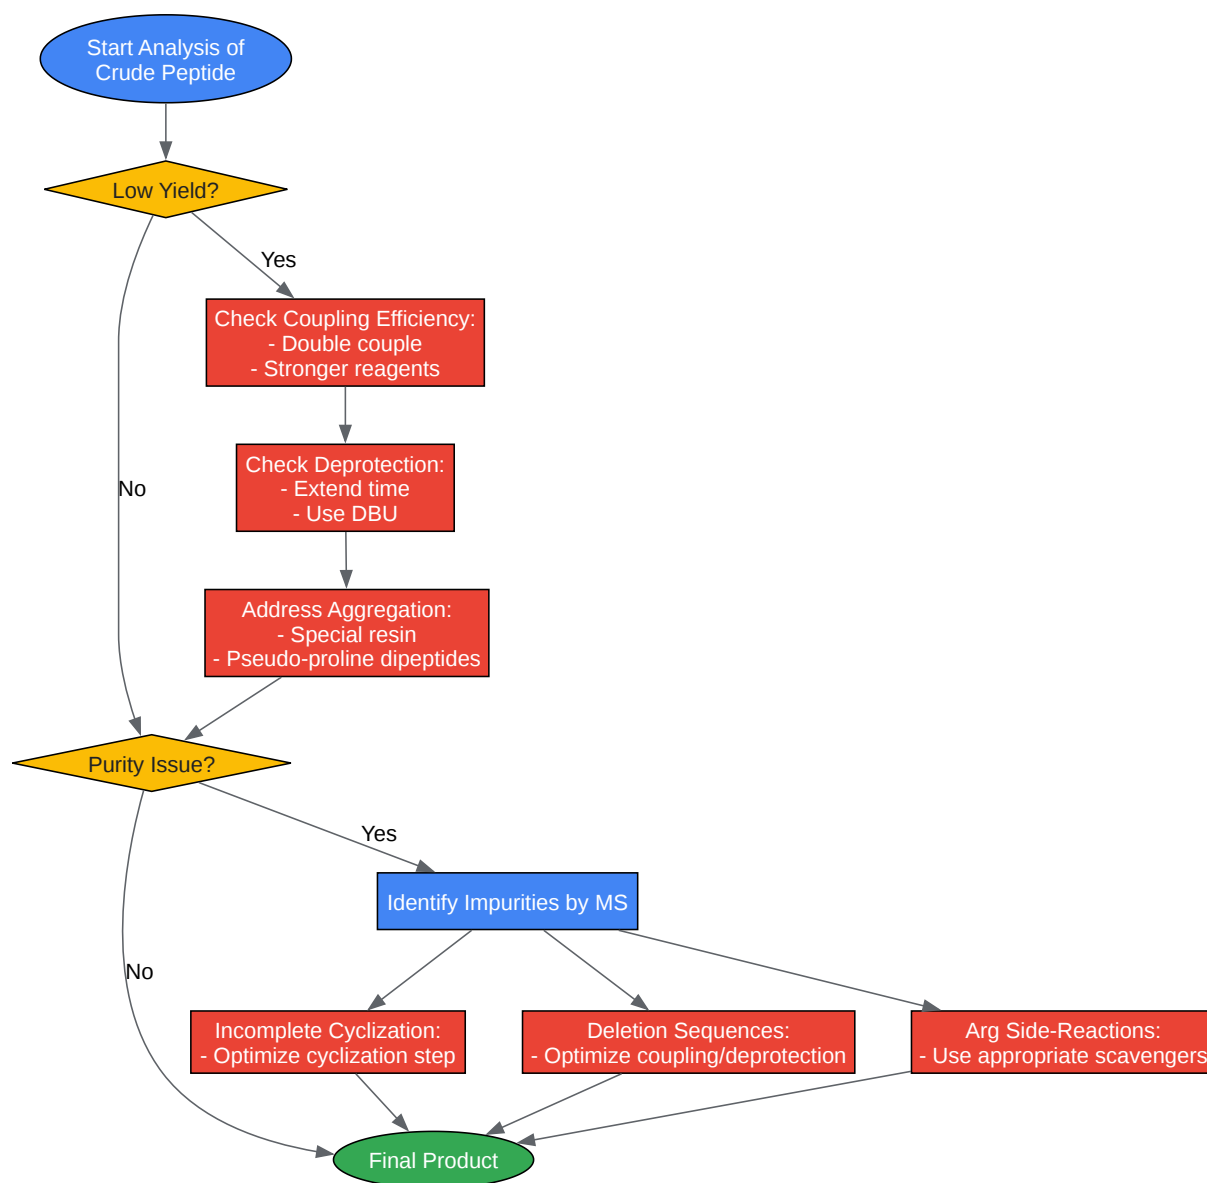 Start Analysis of
Crude Peptide
Low Yield?
Yes
Check Coupling Efficiency:
- Double couple
- Stronger reagents
Check Deprotection:
- Extend time
- Use DBU
No
Address Aggregation:
- Special resin
- Pseudo-proline dipeptides
Purity Issue?
Yes
Identify Impurities by MS
No
Incomplete Cyclization:
- Optimize cyclization step
Deletion Sequences:
- Optimize coupling/deprotection
Arg Side-Reactions:
- Use appropriate scavengers
Final Product